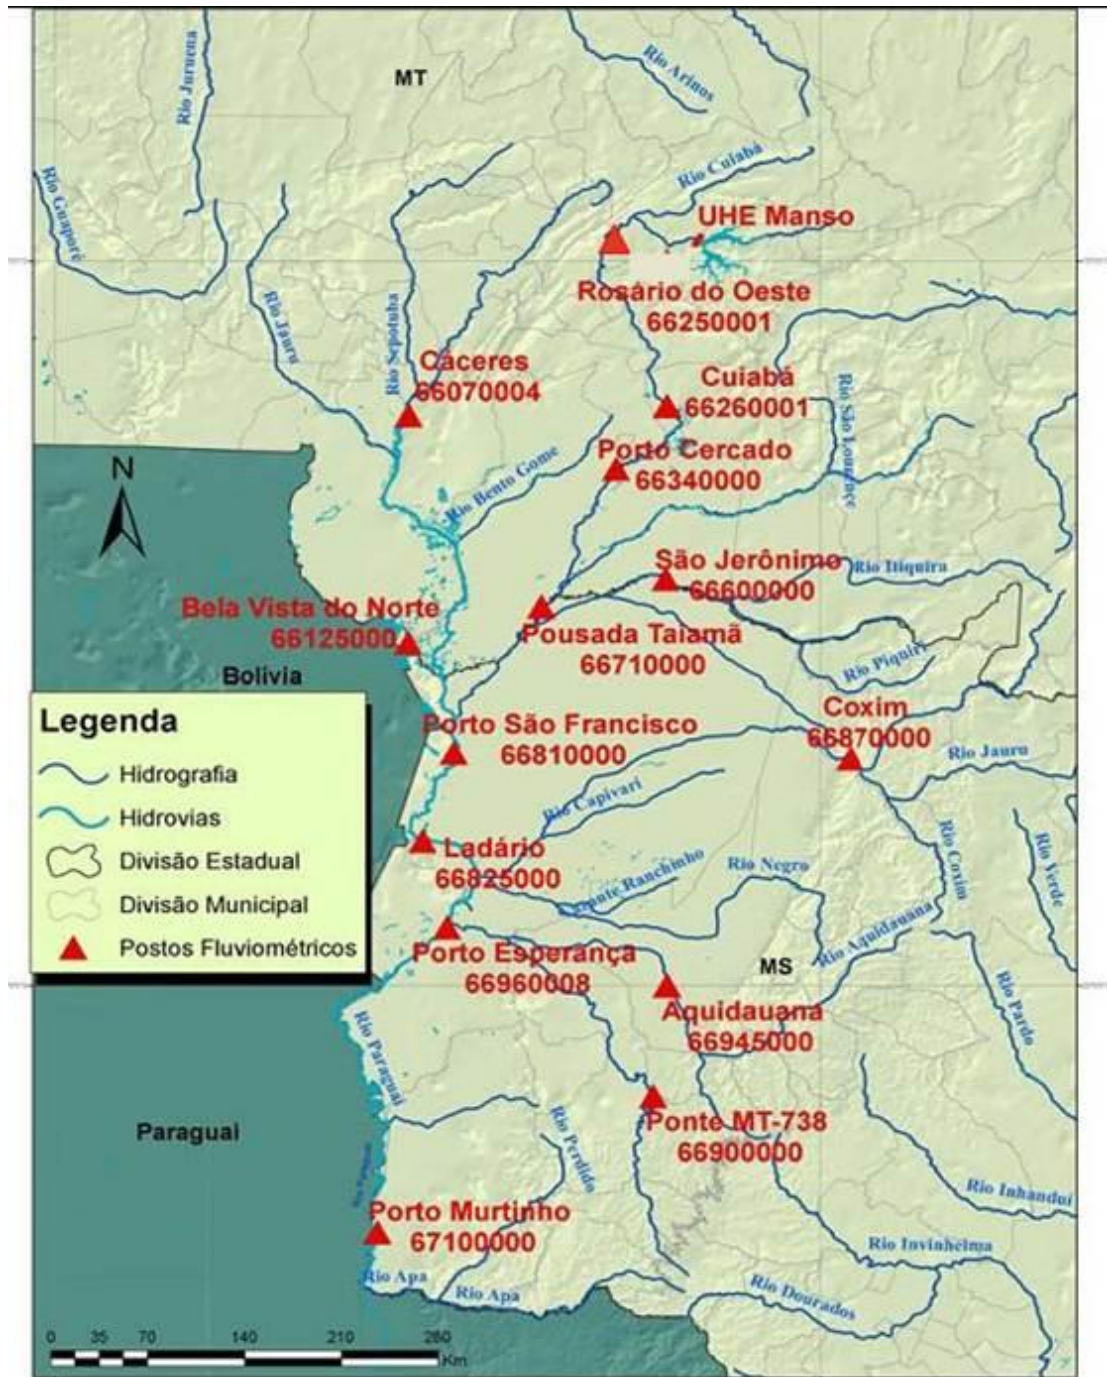 MT
Rio Juruena
Rio Arinos
Rio Cuiabá
Rio Guaporé
UHE Manso
Rosário do Oeste
66250001
Rio Jauru
Rio Sepotuba
Cáceres
66070004
Cuiabá
66260001
Rio São Lourenço
Porto Cercado
66340000
N
Rio Bento Gome
São Jerônimo
66600000
Rio Itiquira
Bela Vista do Norte
66125000
Pousada Taiamã
66710000
Rio Piquiri
Bolívia
Coxim
66870000
Porto São Francisco
66810000
Rio Jauru
Legenda
Hidrografia
Hidrovias
Divisão Estadual
Divisão Municipal
Postos Fluviométricos
Rio Capivari
Rio Verde
Ladário
66825000
Rio Negro
Rio Coxim
Ranchinho
Rio Aquidauana
Porto Esperança
66960008
MS
Aquidauana
66945000
Rio Pardo
Rio Paraguai
Paraguai
Ponte MT-738
66900000
Rio Perdido
Rio Inhanduí
Porto Murtinho
67100000
Rio Invinheima
Rio Apa
Rio Apa
Rio Dourados
0 35 70 140 210 280
Km